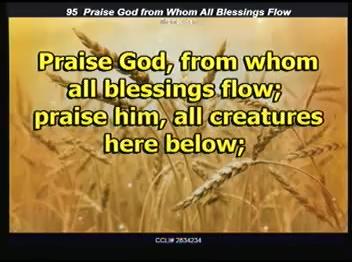 95 Praise God from Whom All Blessings Flow
Praise God, from whom
all blessings flow;
praise him, all creatures
here below;
CCLI# 2834234